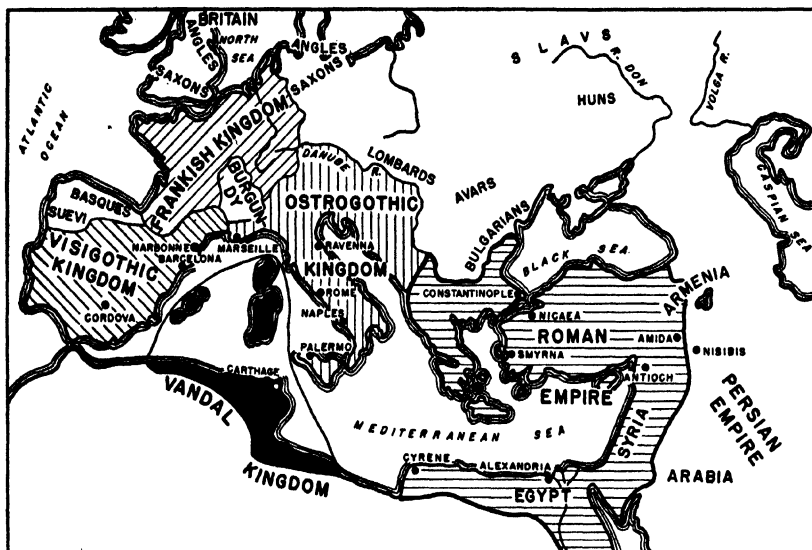 BRITAIN
ANGLES
NORTH
SEA
ANGLES
SAXONS
SAXONS
SLAVS
R. DON
VOLGA R.
HUNS
ATLANTIC
OCEAN
FRANKISH KINGDOM
DANUBE
R.
LOMBARDS
CASPIAN SEA
BASQUES
SUEVI
BURGUN
DY
AVARS
OSTROGOTHIC
KINGDOM
BULGARIANS
VISIGOTHIC
KINGDOM
NARBONNE
MARSEILLE
BARCELONA
RAVENNA
BLACK SEA
CORDOVA
ROME
NAPLES
CONSTANTINOPLE
NICAEA
ARMENIA
ROMAN
EMPIRE
AMIDA
NISIBIS
PALERMO
SMYRNA
CARTHAGE
ANTIOCH
VANDAL
KINGDOM
PERSIAN
EMPIRE
MEDITERRANEAN SEA
SYRIA
CYRENE
ALEXANDRIA
EGYPT
ARABIA